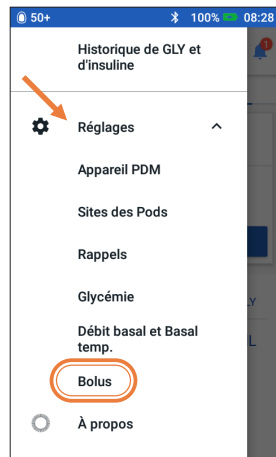 50+ 100% 08:28
Historique de GLY et
d'insuline
1
Réglages
Appareil PDM
Sites des Pods
Rappels
Glycémie
Débit basal et Basal
temp.
Bolus
À propos